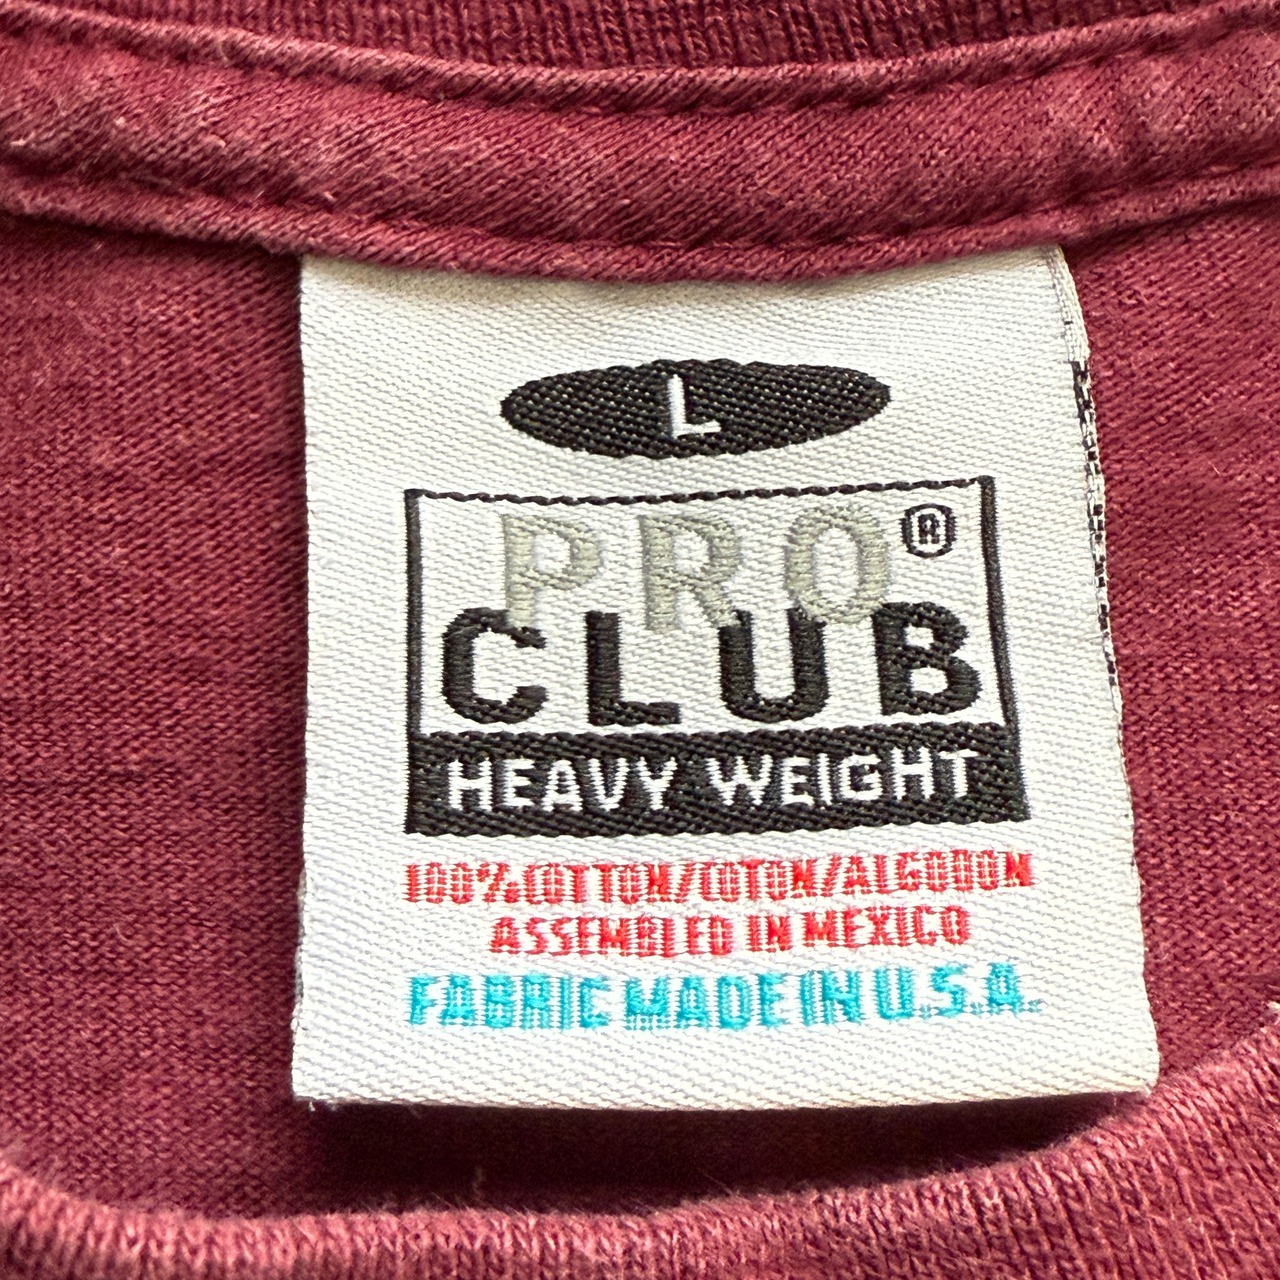 L
PRO®
CLUB
HEAVY WEIGHT
100%COTTON/COTON/ALGODON
ASSEMBLED IN MEXICO
FABRIC MADE IN U.S.A.